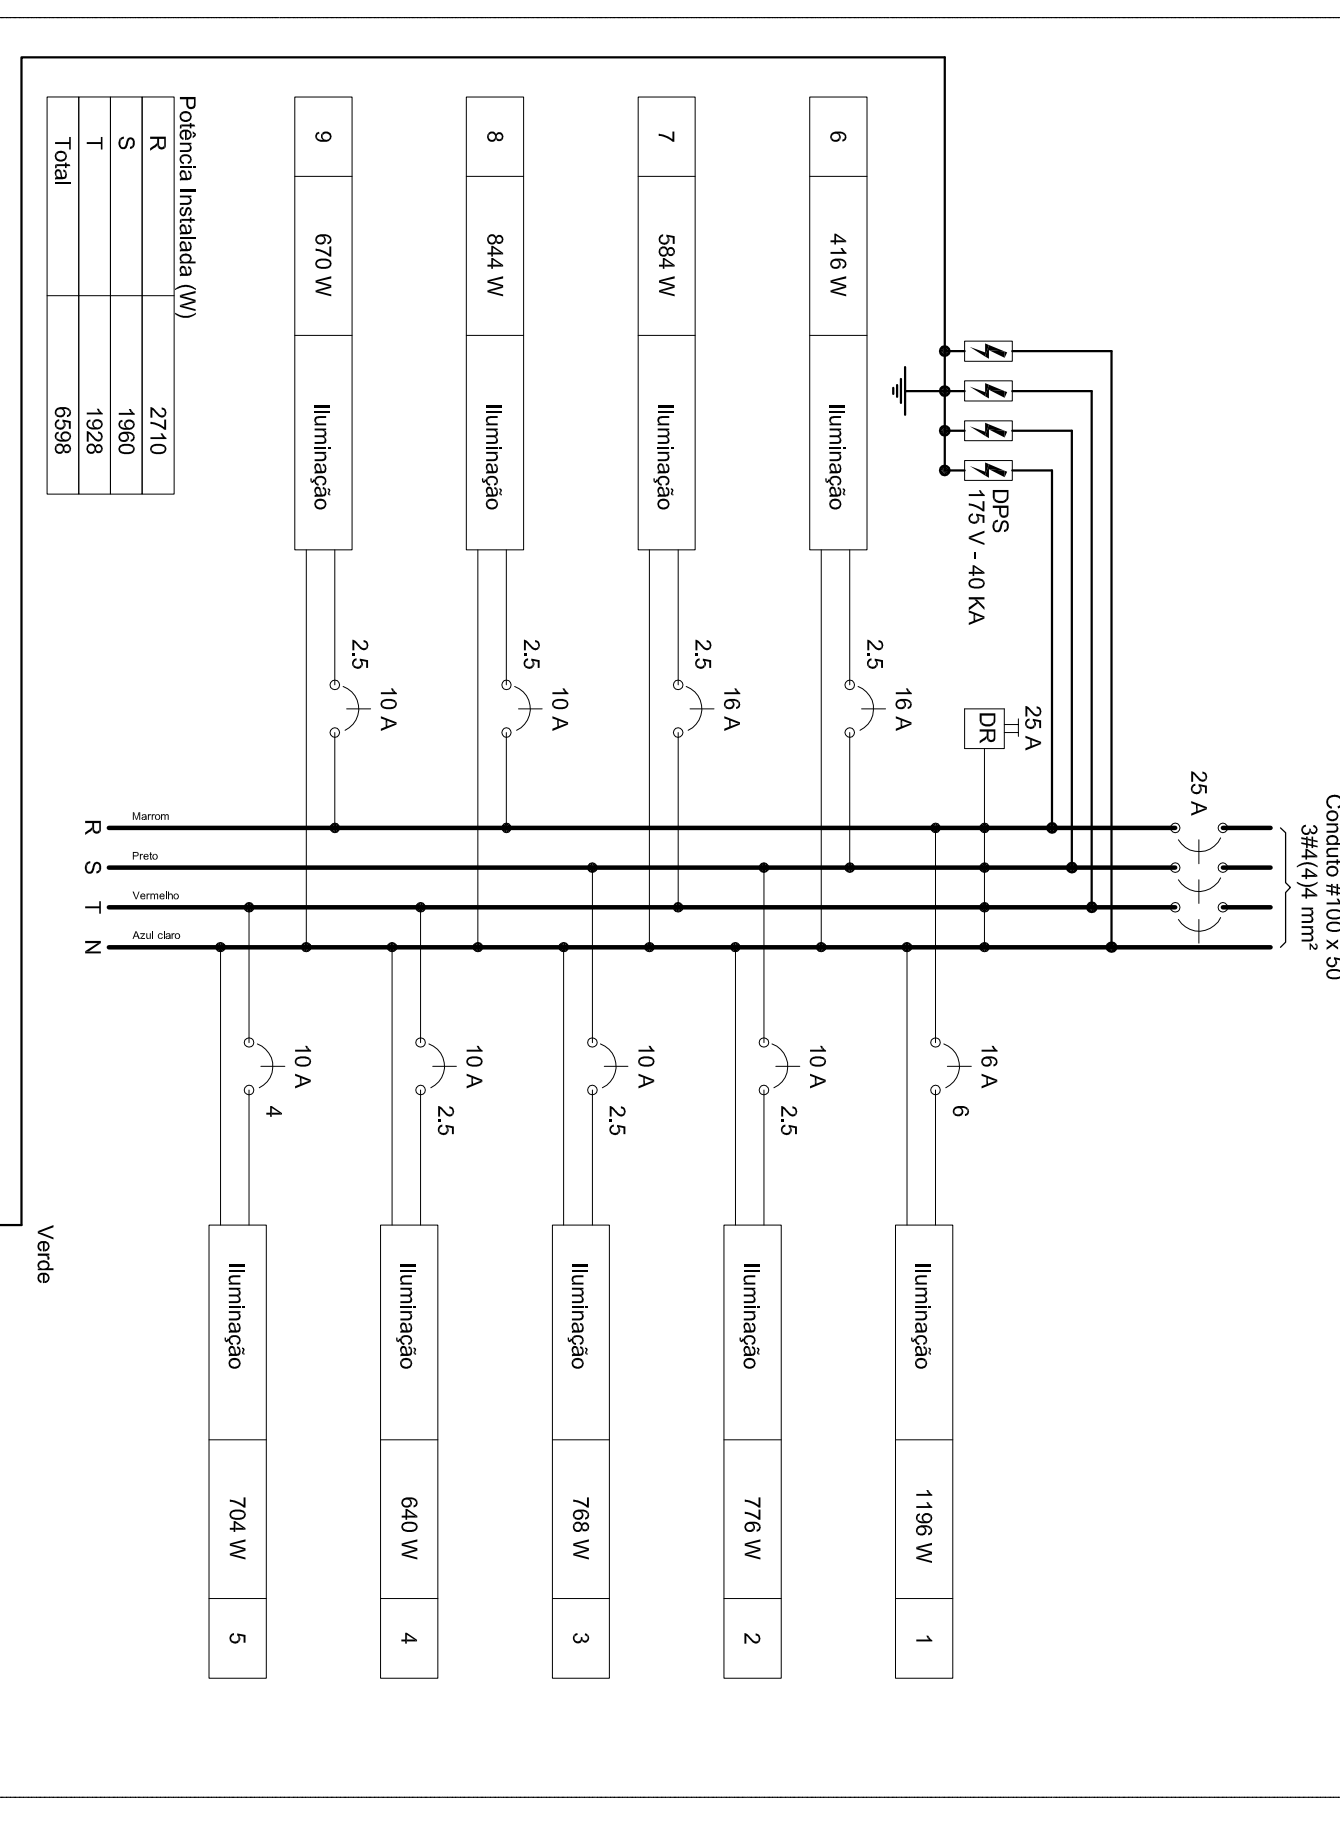 Conduto #100 x 50
3#4(4)4 mm²
25 A
DPS
175 V - 40 KA
25 A
DR
16 A
6
Iluminação
1196 W
1
6
416 W
Iluminação
2.5
16 A
10 A
2.5
Iluminação
776 W
2
7
584 W
Iluminação
2.5
16 A
10 A
2.5
Iluminação
768 W
3
8
844 W
Iluminação
2.5
10 A
10 A
2.5
Iluminação
640 W
4
9
670 W
Iluminação
2.5
10 A
10 A
4
Iluminação
704 W
5
Marrom
Preto
Vermelho
Azul claro
R
S
T
N
Potência Instalada (W)
R 2710
S 1960
T 1928
Total 6598
Verde